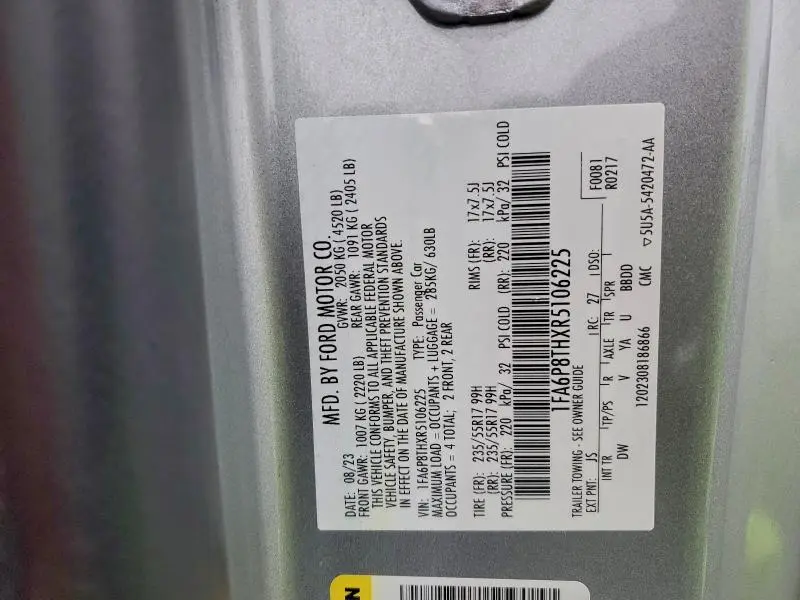 MFD. BY FORD MOTOR CO.
DATE: 08/23 GVWR: 2050 KG ( 4520 LB)
FRONT GAWR: 1007 KG ( 2220 LB) REAR GAWR: 1091 KG ( 2405 LB)
THIS VEHICLE CONFORMS TO ALL APPLICABLE FEDERAL MOTOR
VEHICLE SAFETY, BUMPER, AND THEFT PREVENTION STANDARDS
IN EFFECT ON THE DATE OF MANUFACTURE SHOWN ABOVE.
VIN: 1FA6P8THXR5106225 TYPE: Passenger Car
MAXIMUM LOAD = OCCUPANTS + LUGGAGE = 285KG/ 630LB
OCCUPANTS = 4 TOTAL; 2 FRONT, 2 REAR
TIRE (FR): 235/55R17 99H RIMS (FR): 17x7.5J
(RR): 235/55R17 99H (RR): 17x7.5J
PRESSURE (FR): 220 kPa/ 32 PSI COLD (RR): 220 kPa/ 32 PSI COLD
1FA6P8THXR5106225
TRAILER TOWING - SEE OWNER GUIDE
EXT PNT: JS RC: 27 DSO: F0081
R0217
INT TR TP/PS R AXLE TR SPR
DW V YA U BBDD
1202308186866 CMC ▽5U5A-5420472-AA